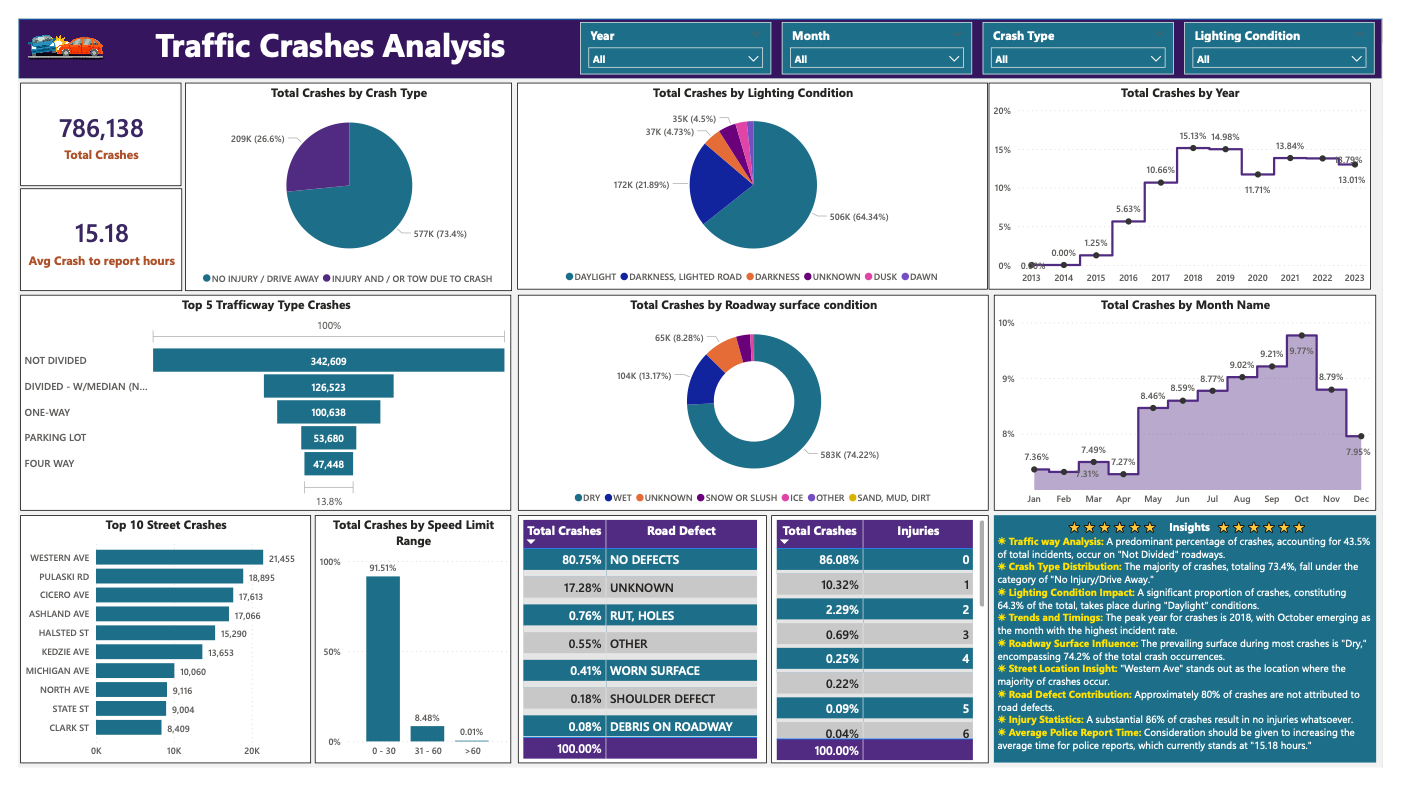 Traffic Crashes Analysis
Year
All
Month
All
Crash Type
All
Lighting Condition
All
786,138
Total Crashes
15.18
Avg Crash to report hours
Total Crashes by Crash Type
209K (26.6%)
577K (73.4%)
NO INJURY / DRIVE AWAY INJURY AND / OR TOW DUE TO CRASH
Total Crashes by Lighting Condition
35K (4.5%)
37K (4.73%)
172K (21.89%)
506K (64.34%)
DAYLIGHT DARKNESS, LIGHTED ROAD DARKNESS UNKNOWN DUSK DAWN
Total Crashes by Year
20%
15%
10%
5%
0%
0.00%
1.25%
5.63%
10.66%
15.13%
14.98%
11.71%
13.84%
13.79%
13.01%
2013 2014 2015 2016 2017 2018 2019 2020 2021 2022 2023
Top 5 Trafficway Type Crashes
100%
NOT DIVIDED 342,609
DIVIDED - W/MEDIAN (N... 126,523
ONE-WAY 100,638
PARKING LOT 53,680
FOUR WAY 47,448
13.8%
Total Crashes by Roadway surface condition
65K (8.28%)
104K (13.17%)
583K (74.22%)
DRY WET UNKNOWN SNOW OR SLUSH ICE OTHER SAND, MUD, DIRT
Total Crashes by Month Name
10%
9%
8%
7.36%
7.31%
7.49%
7.27%
8.46%
8.59%
8.77%
9.02%
9.21%
9.77%
8.79%
7.95%
Jan Feb Mar Apr May Jun Jul Aug Sep Oct Nov Dec
Top 10 Street Crashes
WESTERN AVE 21,455
PULASKI RD 18,895
CICERO AVE 17,613
ASHLAND AVE 17,066
HALSTED ST 15,290
KEDZIE AVE 13,653
MICHIGAN AVE 10,060
NORTH AVE 9,116
STATE ST 9,004
CLARK ST 8,409
0K 10K 20K
Total Crashes by Speed Limit
Range
100%
50%
0%
91.51%
8.48%
0.01%
0 - 30 31 - 60 >60
Total Crashes Road Defect
80.75% NO DEFECTS
17.28% UNKNOWN
0.76% RUT, HOLES
0.55% OTHER
0.41% WORN SURFACE
0.18% SHOULDER DEFECT
0.08% DEBRIS ON ROADWAY
100.00%
Total Crashes Injuries
86.08% 0
10.32% 1
2.29% 2
0.69% 3
0.25% 4
0.22%
0.09% 5
0.04% 6
100.00%
Insights
Traffic way Analysis: A predominant percentage of crashes, accounting for 43.5%
of total incidents, occur on "Not Divided" roadways.
Crash Type Distribution: The majority of crashes, totaling 73.4%, fall under the
category of "No Injury/Drive Away."
Lighting Condition Impact: A significant proportion of crashes, constituting
64.3% of the total, takes place during "Daylight" conditions.
Trends and Timings: The peak year for crashes is 2018, with October emerging as
the month with the highest incident rate.
Roadway Surface Influence: The prevailing surface during most crashes is "Dry,"
encompassing 74.2% of the total crash occurrences.
Street Location Insight: "Western Ave" stands out as the location where the
majority of crashes occur.
Road Defect Contribution: Approximately 80% of crashes are not attributed to
road defects.
Injury Statistics: A substantial 86% of crashes result in no injuries whatsoever.
Average Police Report Time: Consideration should be given to increasing the
average time for police reports, which currently stands at "15.18 hours."